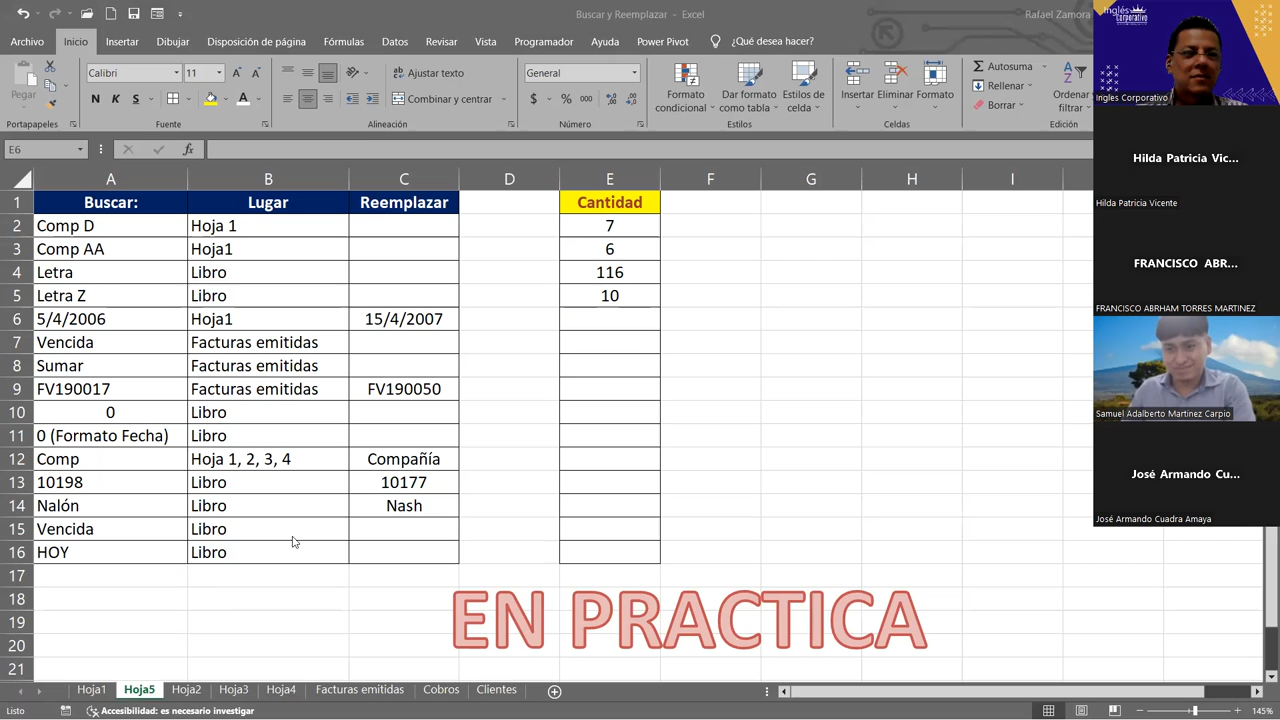 Buscar y Reemplazar - Excel
Rafael Zamora
Archivo Inicio Insertar Dibujar Disposición de página Fórmulas Datos Revisar Vista Programador Ayuda Power Pivot ¿Qué desea hacer?
Pegar
Calibri 11
N K S
Ajustar texto
Combinar y centrar
General
$ % 000
Formato condicional
Dar formato como tabla
Estilos de celda
Insertar Eliminar Formato
Autosuma
Rellenar
Borrar
Ordenar
filtrar
Portapapeles Fuente Alineación Número Estilos Celdas Edición
E6 fx
A B C D E F G H I
1 Buscar: Lugar Reemplazar Cantidad
2 Comp D Hoja 1 7
3 Comp AA Hoja1 6
4 Letra Libro 116
5 Letra Z Libro 10
6 5/4/2006 Hoja1 15/4/2007
7 Vencida Facturas emitidas
8 Sumar Facturas emitidas
9 FV190017 Facturas emitidas FV190050
10 0 Libro
11 0 (Formato Fecha) Libro
12 Comp Hoja 1, 2, 3, 4 Compañía
13 10198 Libro 10177
14 Nalón Libro Nash
15 Vencida Libro
16 HOY Libro
17
18
19
20
21
EN PRACTICA
Hoja1 Hoja5 Hoja2 Hoja3 Hoja4 Facturas emitidas Cobros Clientes
Listo Accesibilidad: es necesario investigar 145%
Inglés
Corporativo
Ingles Corporativo
Hilda Patricia Vic...
Hilda Patricia Vicente
FRANCISCO ABR...
FRANCISCO ABRHAM TORRES MARTINEZ
Samuel Adalberto Martinez Carpio
José Armando Cu...
José Armando Cuadra Amaya